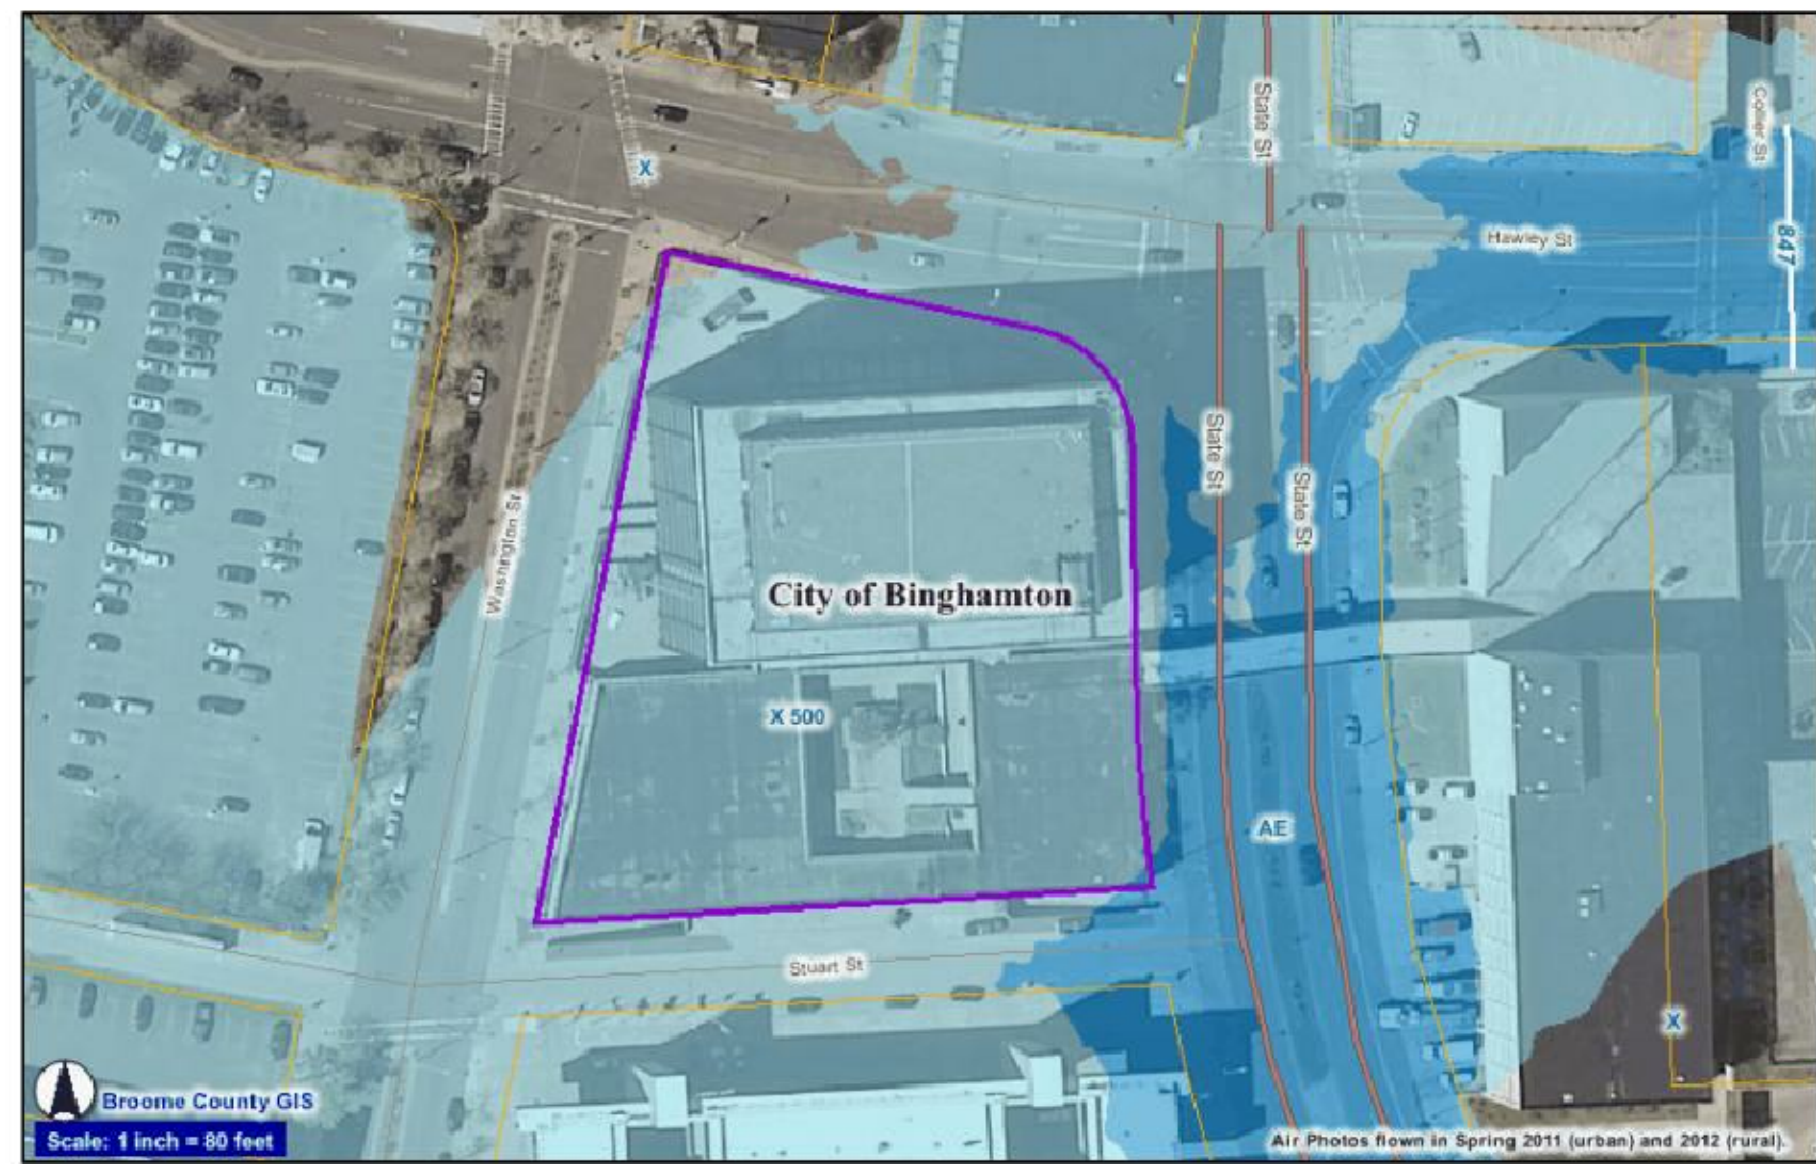 State St
Collier St
X
Hawley St
847
State St
State St
Washington St
City of Binghamton
X 500
AE
Stuart St
X
Broome County GIS
Scale: 1 inch = 80 feet
Air Photos flown in Spring 2011 (urban) and 2012 (rural).